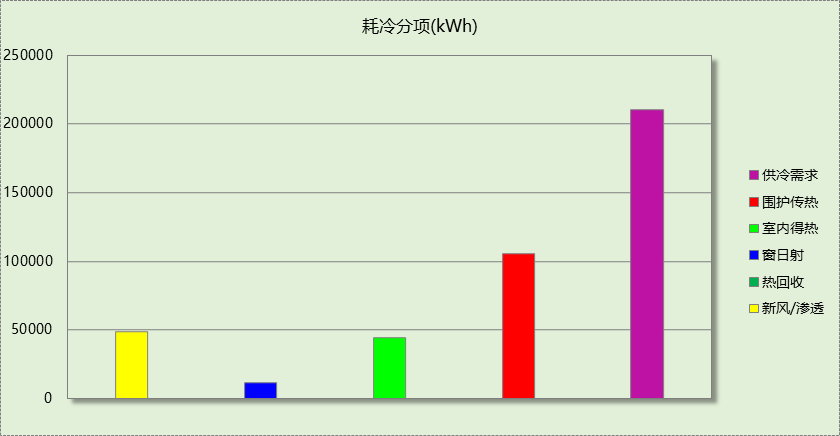 耗冷分项(kWh)
250000
200000
150000
100000
50000
0
供冷需求
围护传热
室内得热
窗日射
热回收
新风/渗透